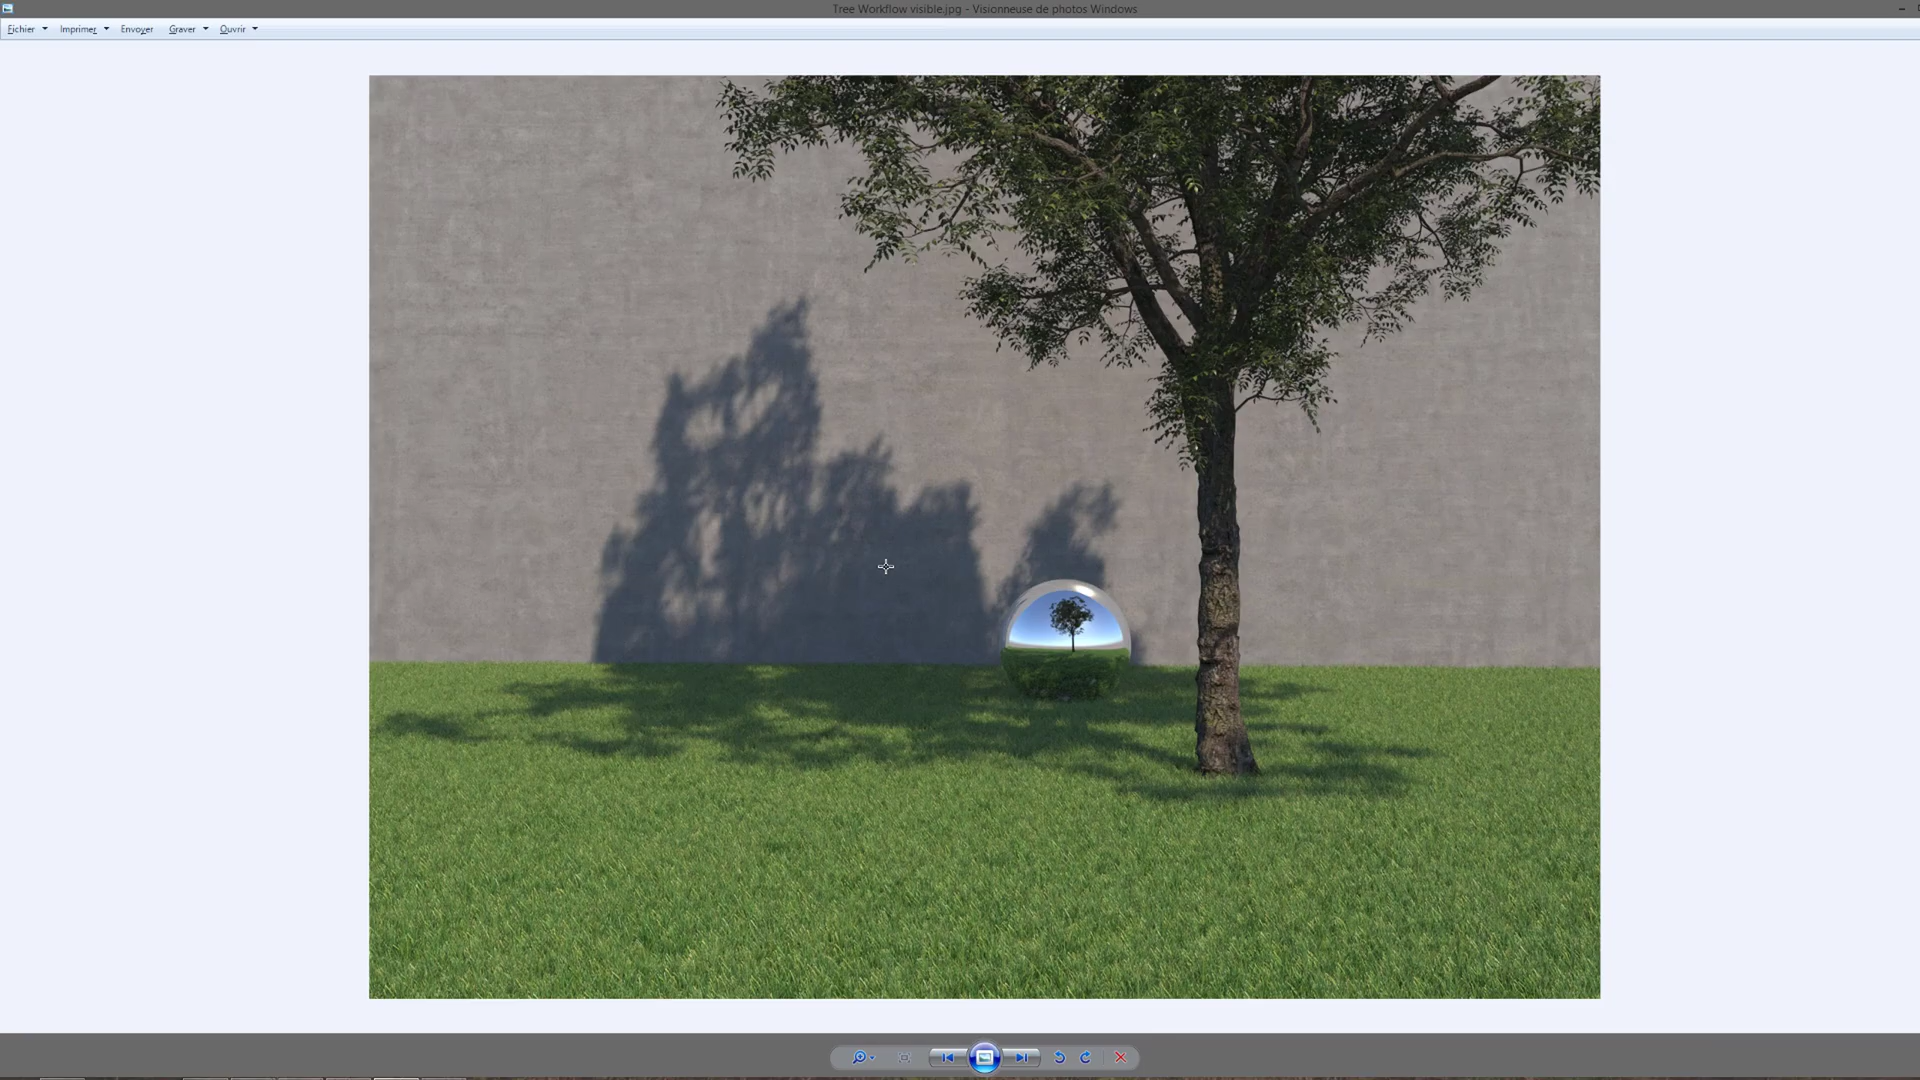 Tree Workflow visible.jpg - Visionneuse de photos Windows
Fichier Imprimer Envoyer Graver Ouvrir